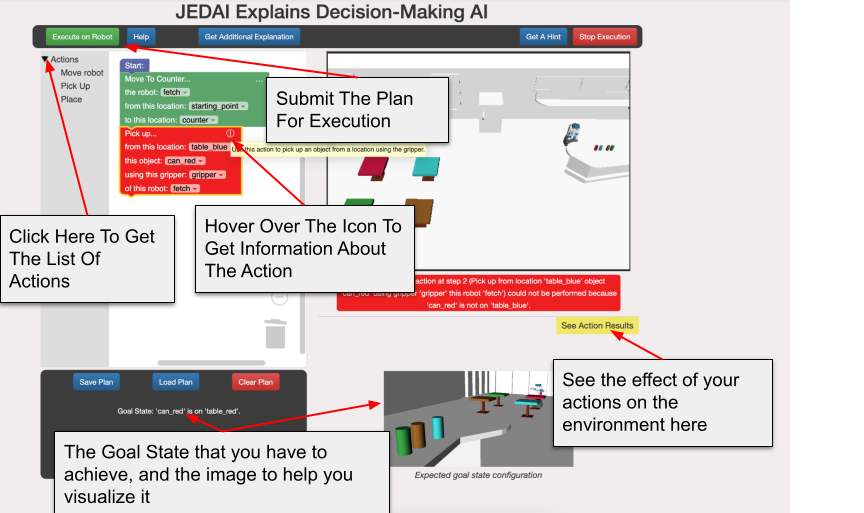 JEDAI Explains Decision-Making AI
Execute on Robot
Help
Get Additional Explanation
Get A Hint
Stop Execution
Actions
Move robot
Pick Up
Place
Start:
Move To Counter... ...
the robot: fetch
from this location: starting_point
to this location: counter
Pick up...
from this location: table_blue
this object: can_red
using this gripper: gripper
of this robot: fetch
this action to pick up an object from a location using the gripper.
Submit The Plan
For Execution
Click Here To Get
The List Of
Actions
Hover Over The Icon To
Get Information About
The Action
action at step 2 (Pick up from location 'table_blue' object
'can_red' using gripper 'gripper' this robot 'fetch') could not be performed because
'can_red' is not on 'table_blue'.
See Action Results
See the effect of your
actions on the
environment here
Save Plan
Load Plan
Clear Plan
Goal State: 'can_red' is on 'table_red'.
The Goal State that you have to
achieve, and the image to help you
visualize it
Expected goal state configuration